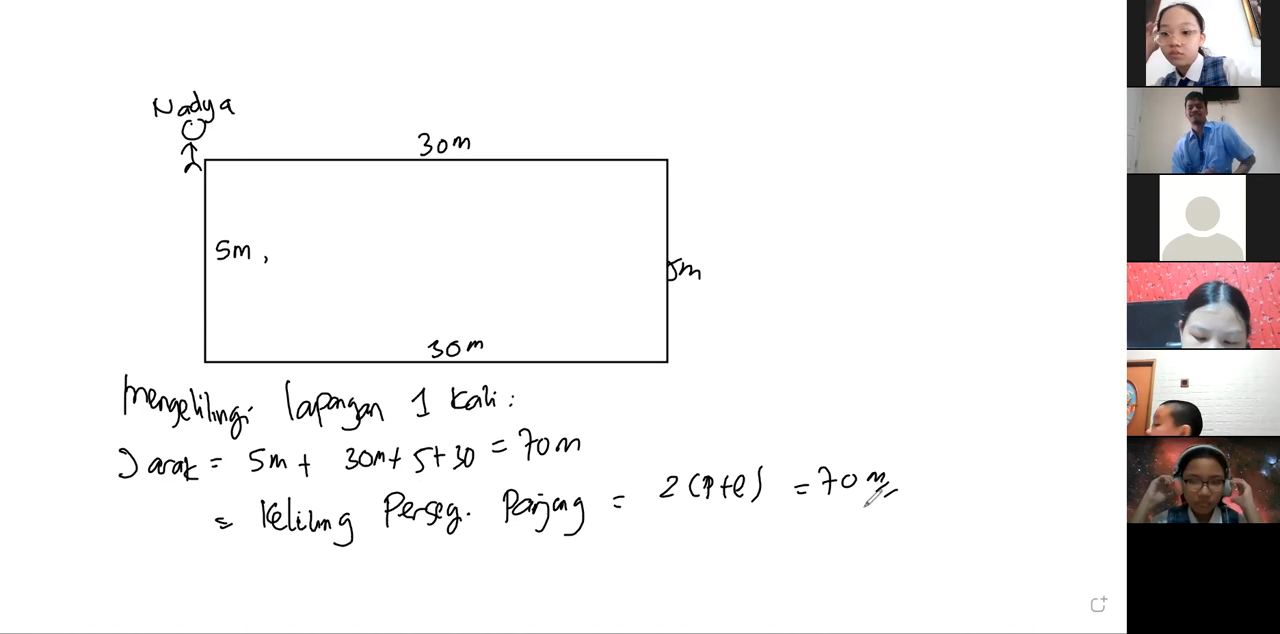 Nadya
30m
5m,
5m
30m
Mengelilingi lapangan 1 kali :
Jarak = 5m + 30m + 5 + 30 = 70m
= Keliling Perseg. Panjang = 2(p+l) = 70 m